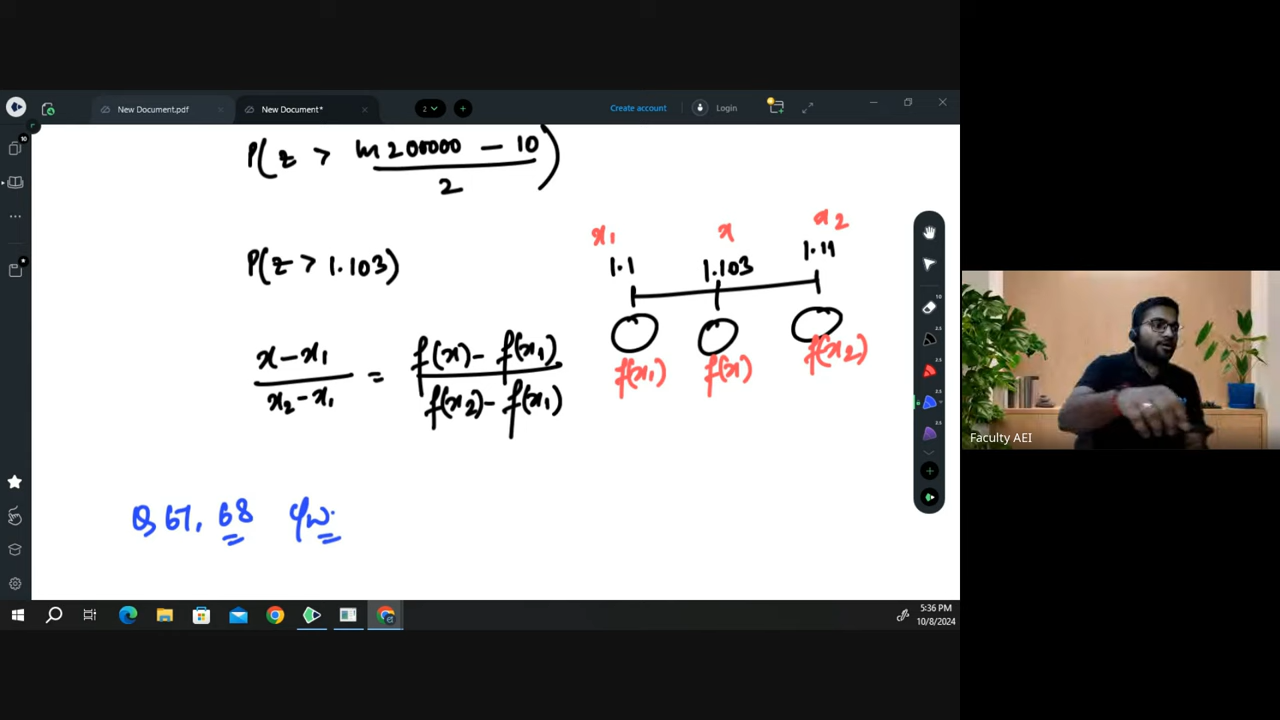 New Document.pdf
New Document*
2
Create account
Login
P(z > ln 200000 − 10 / 2)
P(z > 1.103)
x₁ x x₂
1.1 1.103 1.11
f(x₁) f(x) f(x₂)
x − x₁ / x₂ − x₁ = f(x) − f(x₁) / f(x₂) − f(x₁)
Q 67, 68
Faculty AEI
5:36 PM
10/8/2024